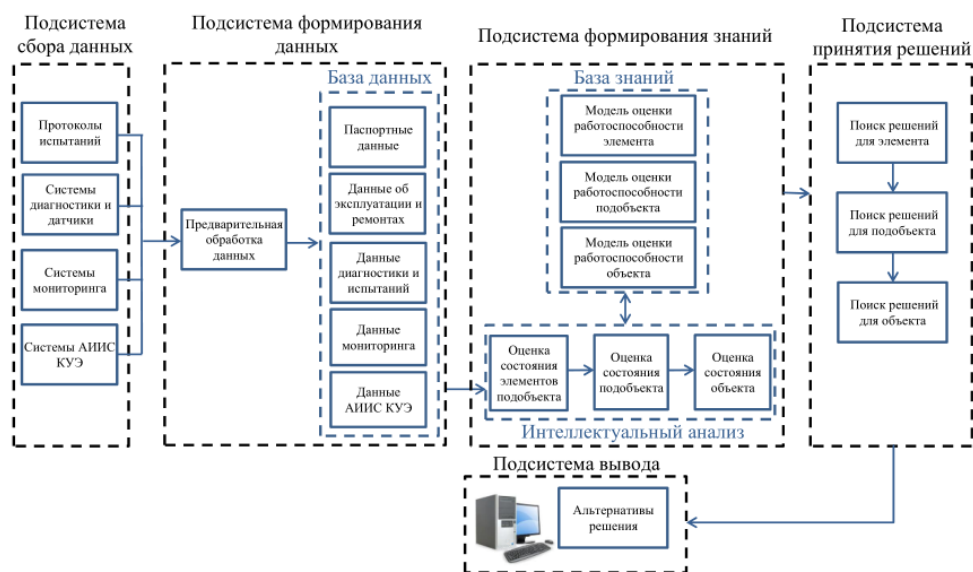 Подсистема
сбора данных
Протоколы
испытаний
Системы
диагностики и
датчики
Системы
мониторинга
Системы АИИС
КУЭ
Подсистема формирования
данных
Предварительная
обработка
данных
База данных
Паспортные
данные
Данные об
эксплуатации и
ремонтах
Данные
диагностики и
испытаний
Данные
мониторинга
Данные
АИИС КУЭ
Подсистема формирования знаний
База знаний
Модель оценки
работоспособности
элемента
Модель оценки
работоспособности
подобъекта
Модель оценки
работоспособности
объекта
Оценка
состояния
элементов
подобъекта
Оценка
состояния
подобъекта
Оценка
состояния
объекта
Интеллектуальный анализ
Подсистема
принятия решений
Поиск решений
для элемента
Поиск решений
для подобъекта
Поиск решений
для объекта
Подсистема вывода
Альтернативы
решения